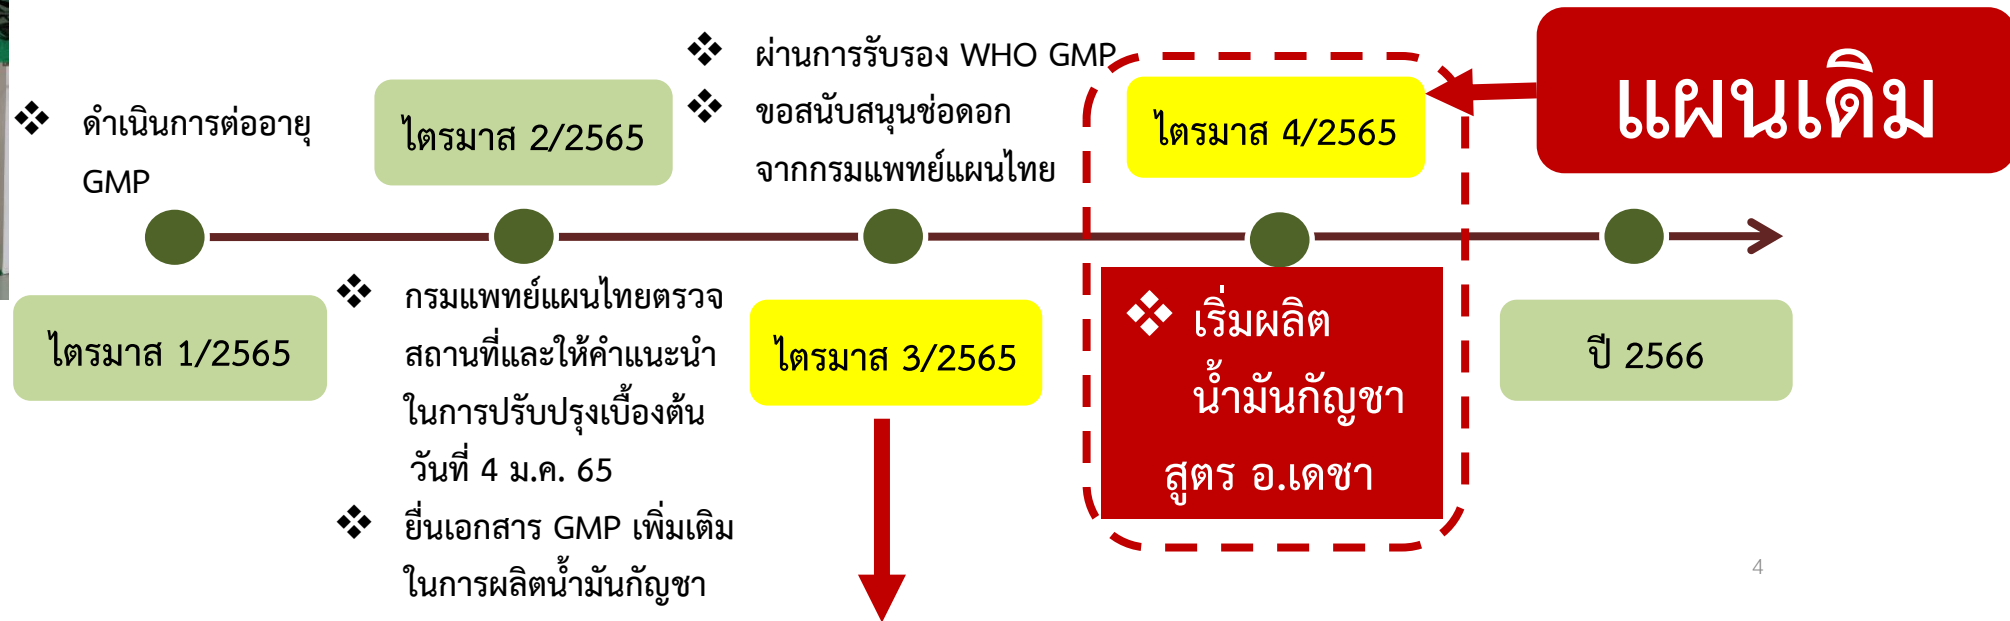 ดำเนินการต่ออายุ
GMP
ไตรมาส 1/2565
ไตรมาส 2/2565
กรมแพทย์แผนไทยตรวจ
สถานที่และให้คำแนะนำ
ในการปรับปรุงเบื้องต้น
วันที่ 4 ม.ค. 65
ยื่นเอกสาร GMP เพิ่มเติม
ในการผลิตน้ำมันกัญชา
ผ่านการรับรอง WHO GMP
ขอสนับสนุนช่อดอก
จากกรมแพทย์แผนไทย
ไตรมาส 3/2565
ไตรมาส 4/2565
เริ่มผลิต
น้ำมันกัญชา
สูตร อ.เดชา
แผนเดิม
ปี 2566
4